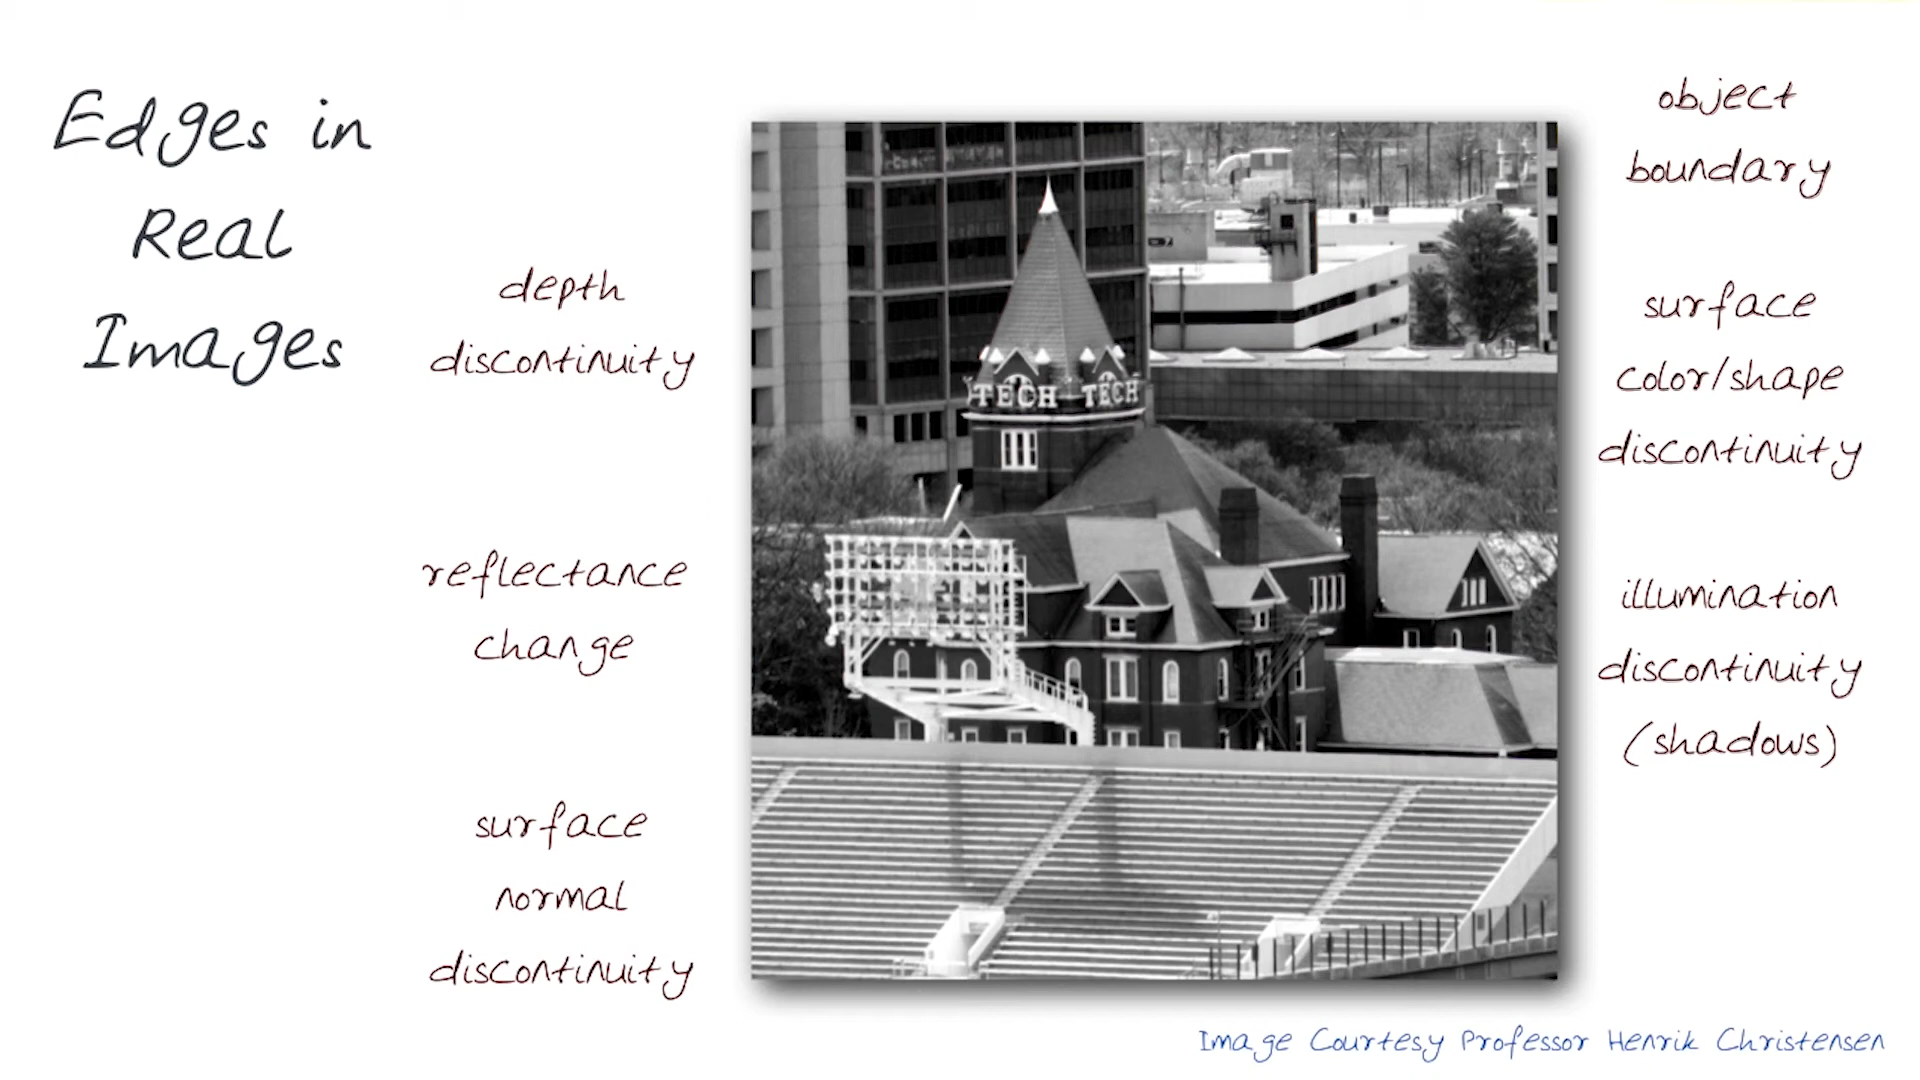 Edges in
Real
Images
depth
discontinuity
reflectance
change
surface
normal
discontinuity
TECH TECH
object
boundary
surface
color/shape
discontinuity
illumination
discontinuity
(shadows)
Image Courtesy Professor Henrik Christensen